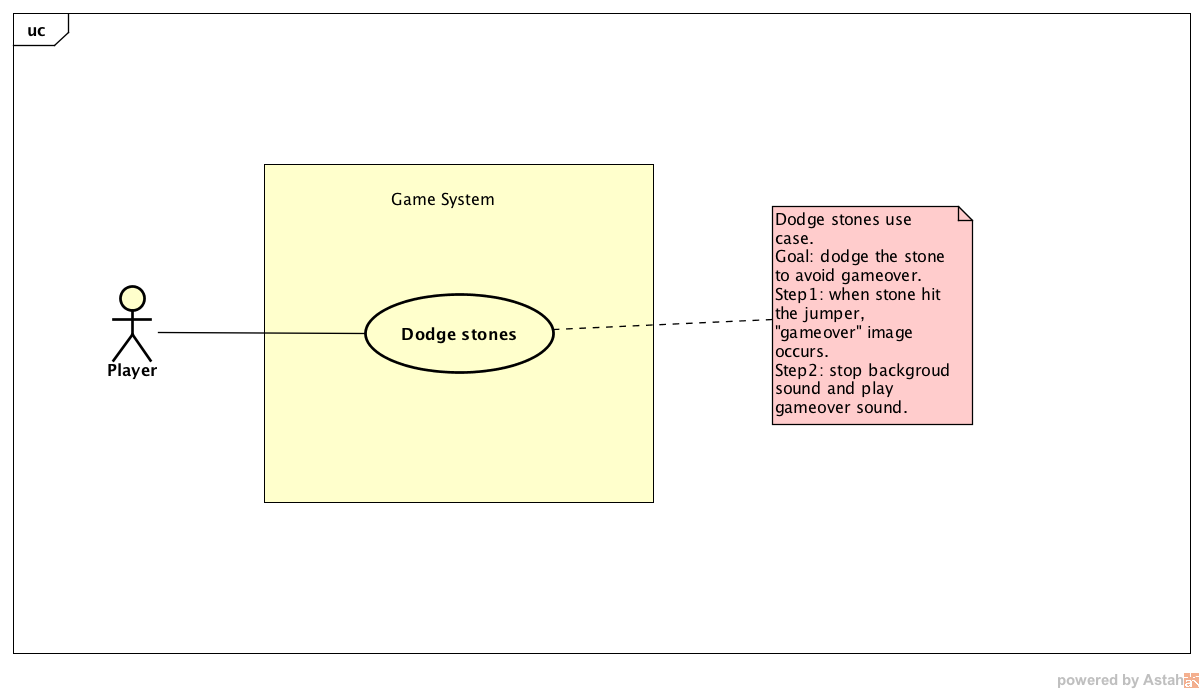 uc
Game System
Dodge stones
Player
Dodge stones use
case.
Goal: dodge the stone
to avoid gameover.
Step1: when stone hit
the jumper,
"gameover" image
occurs.
Step2: stop backgroud
sound and play
gameover sound.
powered by Astah